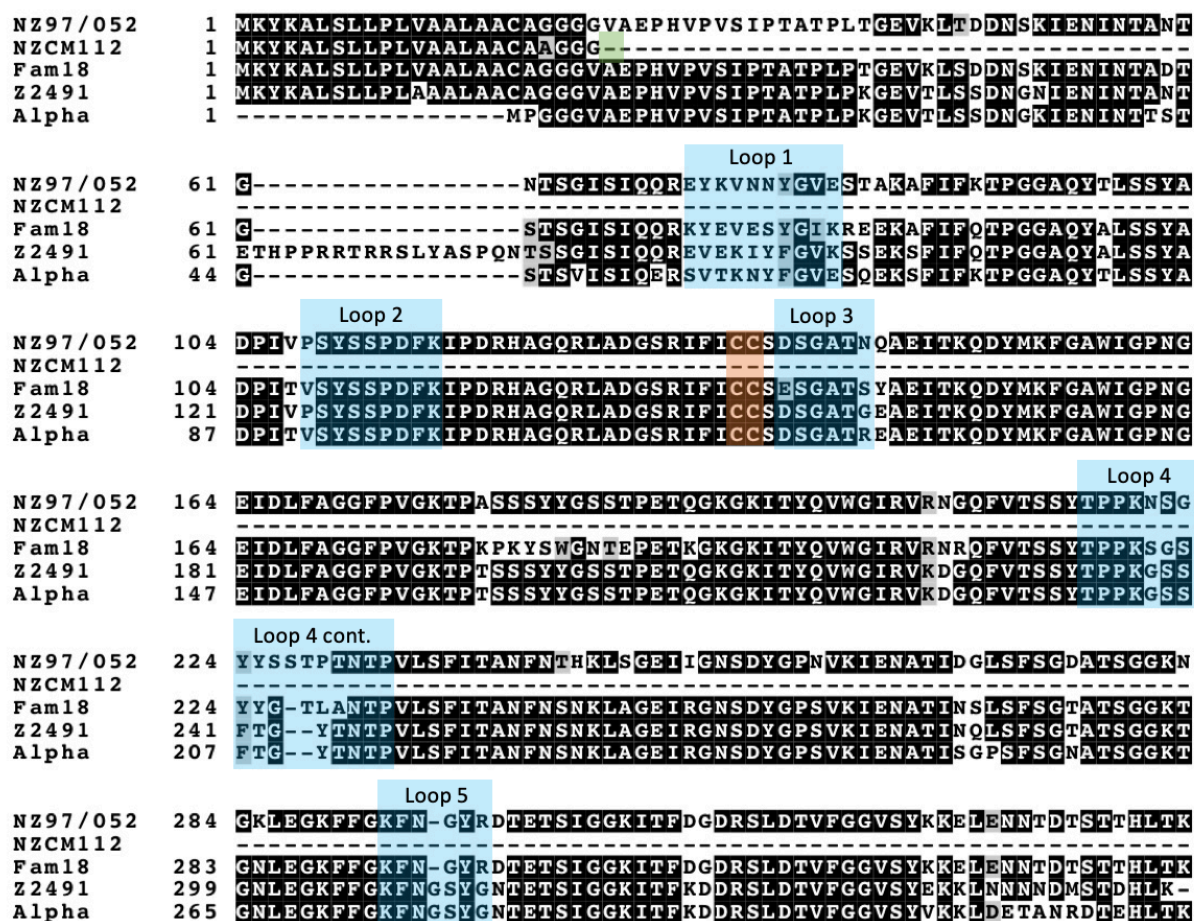 NZ97/052 1 MKYKALSLLPLVAALAACAGGGGVAEPHVPVSIPTATPLTGEVKLTDDNSKIENINTANT
NZCM112 1 MKYKALSLLPLVAALAACAAGGG-------------------------------------
Fam18 1 MKYKALSLLPLVAALAACAGGGVAEPHVPVSIPTATPLPTGEVKLSDDNSKIENINTADT
Z2491 1 MKYKALSLLPLAAALAACAGGGVAEPHVPVSIPTATPLPKGEVTLSSDNGNIENINTANT
Alpha 1 -----------------MPGGGVAEPHVPVSIPTATPLPKGEVTLSSDNGKIENINTTST
Loop 1
NZ97/052 61 G-----------------NTSGISIQQREYKVNNYGVESTAKAFIFKTPGGAQYTLSSYA
NZCM112 ------------------------------------------------------------
Fam18 61 G-----------------STSGISIQQRKYEVESYGIKREEKAFIFQTPGGAQYALSSYA
Z2491 61 ETHPPRRTRRSLYASPQNTSSGISIQQREVEKIYFGVKSSEKSFIFQTPGGAQYALSSYA
Alpha 44 G-----------------STSVISIQERSVTKNYFGVESQEKSFIFKTPGGAQYTLSSYA
Loop 2 Loop 3
NZ97/052 104 DPIVPSYSSPDFKIPDRHAGQRLADGSRIFICCSDSGATNQAEITKQDYMKFGAWIGPNG
NZCM112 ------------------------------------------------------------
Fam18 104 DPITVSYSSPDFKIPDRHAGQRLADGSRIFICCSESGATSYAEITKQDYMKFGAWIGPNG
Z2491 121 DPIVPSYSSPDFKIPDRHAGQRLADGSRIFICCSDSGATGEAEITKQDYMKFGAWIGPNG
Alpha 87 DPITVSYSSPDFKIPDRHAGQRLADGSRIFICCSDSGATREAEITKQDYMKFGAWIGPNG
Loop 4
NZ97/052 164 EIDLFAGGFPVGKTPASSSYYGSSTPETQGKGKITYQVWGIRVRNGQFVTSSYTPPKNSG
NZCM112 ------------------------------------------------------------
Fam18 164 EIDLFAGGFPVGKTPKPKYSWGNTEPETKGKGKITYQVWGIRVRNRQFVTSSYTPPKSGS
Z2491 181 EIDLFAGGFPVGKTPTSSSYYGSSTPETQGKGKITYQVWGIRVKDGQFVTSSYTPPKGSS
Alpha 147 EIDLFAGGFPVGKTPTSSSYYGSSTPETQGKGKITYQVWGIRVKDGQFVTSSYTPPKGSS
Loop 4 cont.
NZ97/052 224 YYSSTPTNTPVLSFITANFNTHKLSGEIIGNSDYGPNVKIENATIDGLSFSGDATSGGKN
NZCM112 ------------------------------------------------------------
Fam18 224 YYG-TLANTPVLSFITANFNSNKLAGEIRGNSDYGPSVKIENATINSLSFSGTATSGGKT
Z2491 241 FTG--YTNTPVLSFITANFNSNKLAGEIRGNSDYGPSVKIENATINQLSFSGTATSGGKT
Alpha 207 FTG--YTNTPVLSFITANFNSNKLAGEIRGNSDYGPSVKIENATISGPSFSGNATSGGKT
Loop 5
NZ97/052 284 GKLEGKFFGKFN-GYRDTETSIGGKITFDGDRSLDTVFGGVSYKKELENNTDTSTTHLTK
NZCM112 ------------------------------------------------------------
Fam18 283 GNLEGKFFGKFN-GYRDTETSIGGKITFDGDRSLDTVFGGVSYKKELENNTDTSTTHLTK
Z2491 299 GNLEGKFFGKFNGSYGNTETSIGGKITFKDDRSLDTVFGGVSYEKKLNNNNDMSTDHLK-
Alpha 265 GNLEGKFFGKFNGSYGNTETSIGGKITFKDDRSLDTVFGGVSYVKKLDETANRDTEHLTK